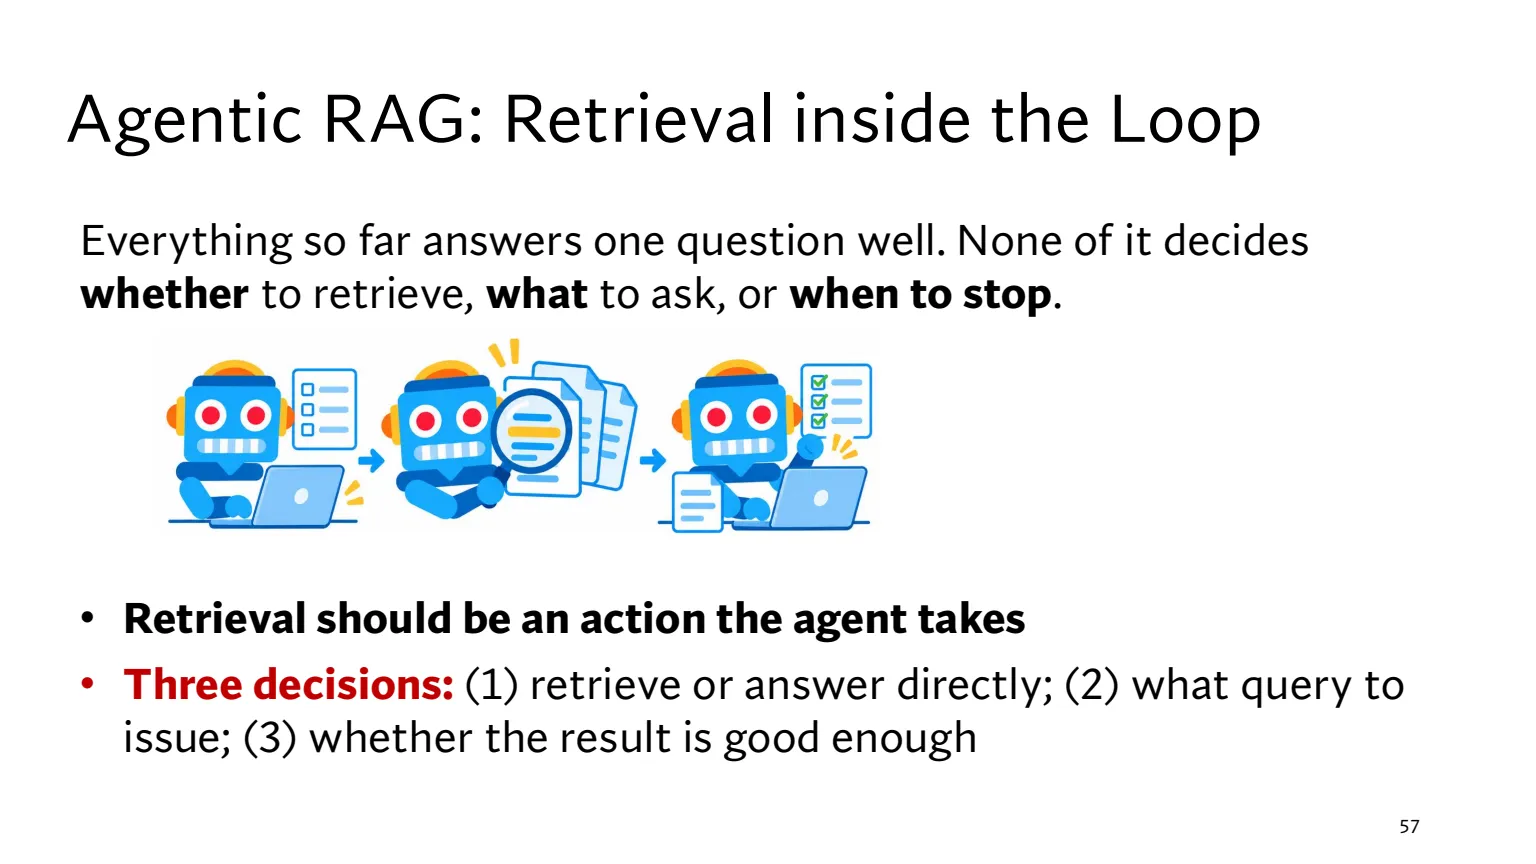 Agentic RAG: Retrieval inside the Loop
Everything so far answers one question well. None of it decides
whether to retrieve, what to ask, or when to stop.
• Retrieval should be an action the agent takes
• Three decisions: (1) retrieve or answer directly; (2) what query to
issue; (3) whether the result is good enough
57